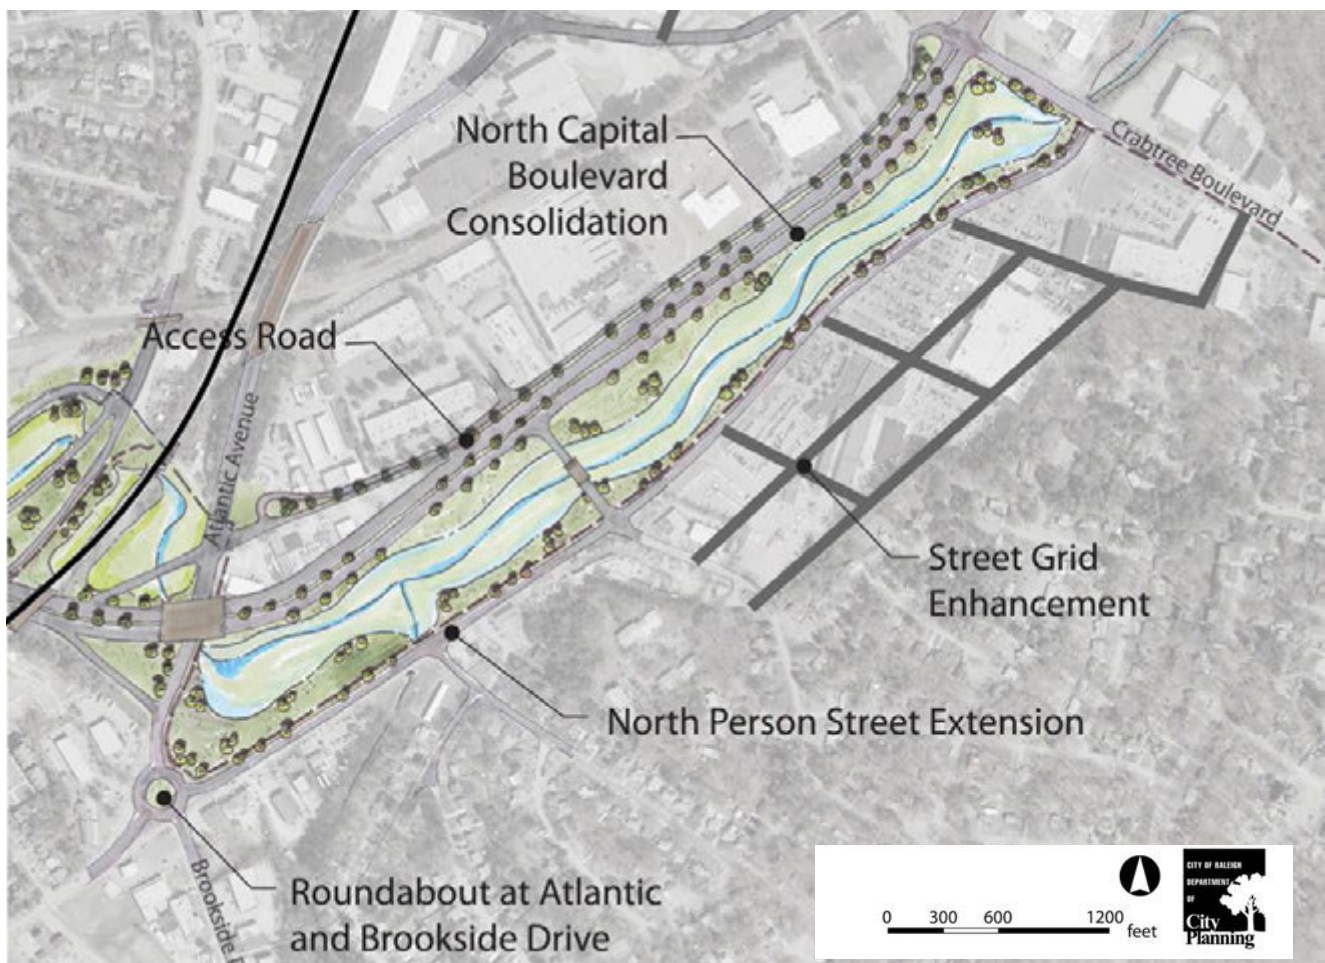 North Capital
Boulevard
Consolidation
Crabtree Boulevard
Access Road
Atlantic Avenue
Street Grid
Enhancement
North Person Street Extension
Roundabout at Atlantic
and Brookside Drive
Brookside
0 300 600 1200 feet
CITY OF RALEIGH
DEPARTMENT
OF
City
Planning